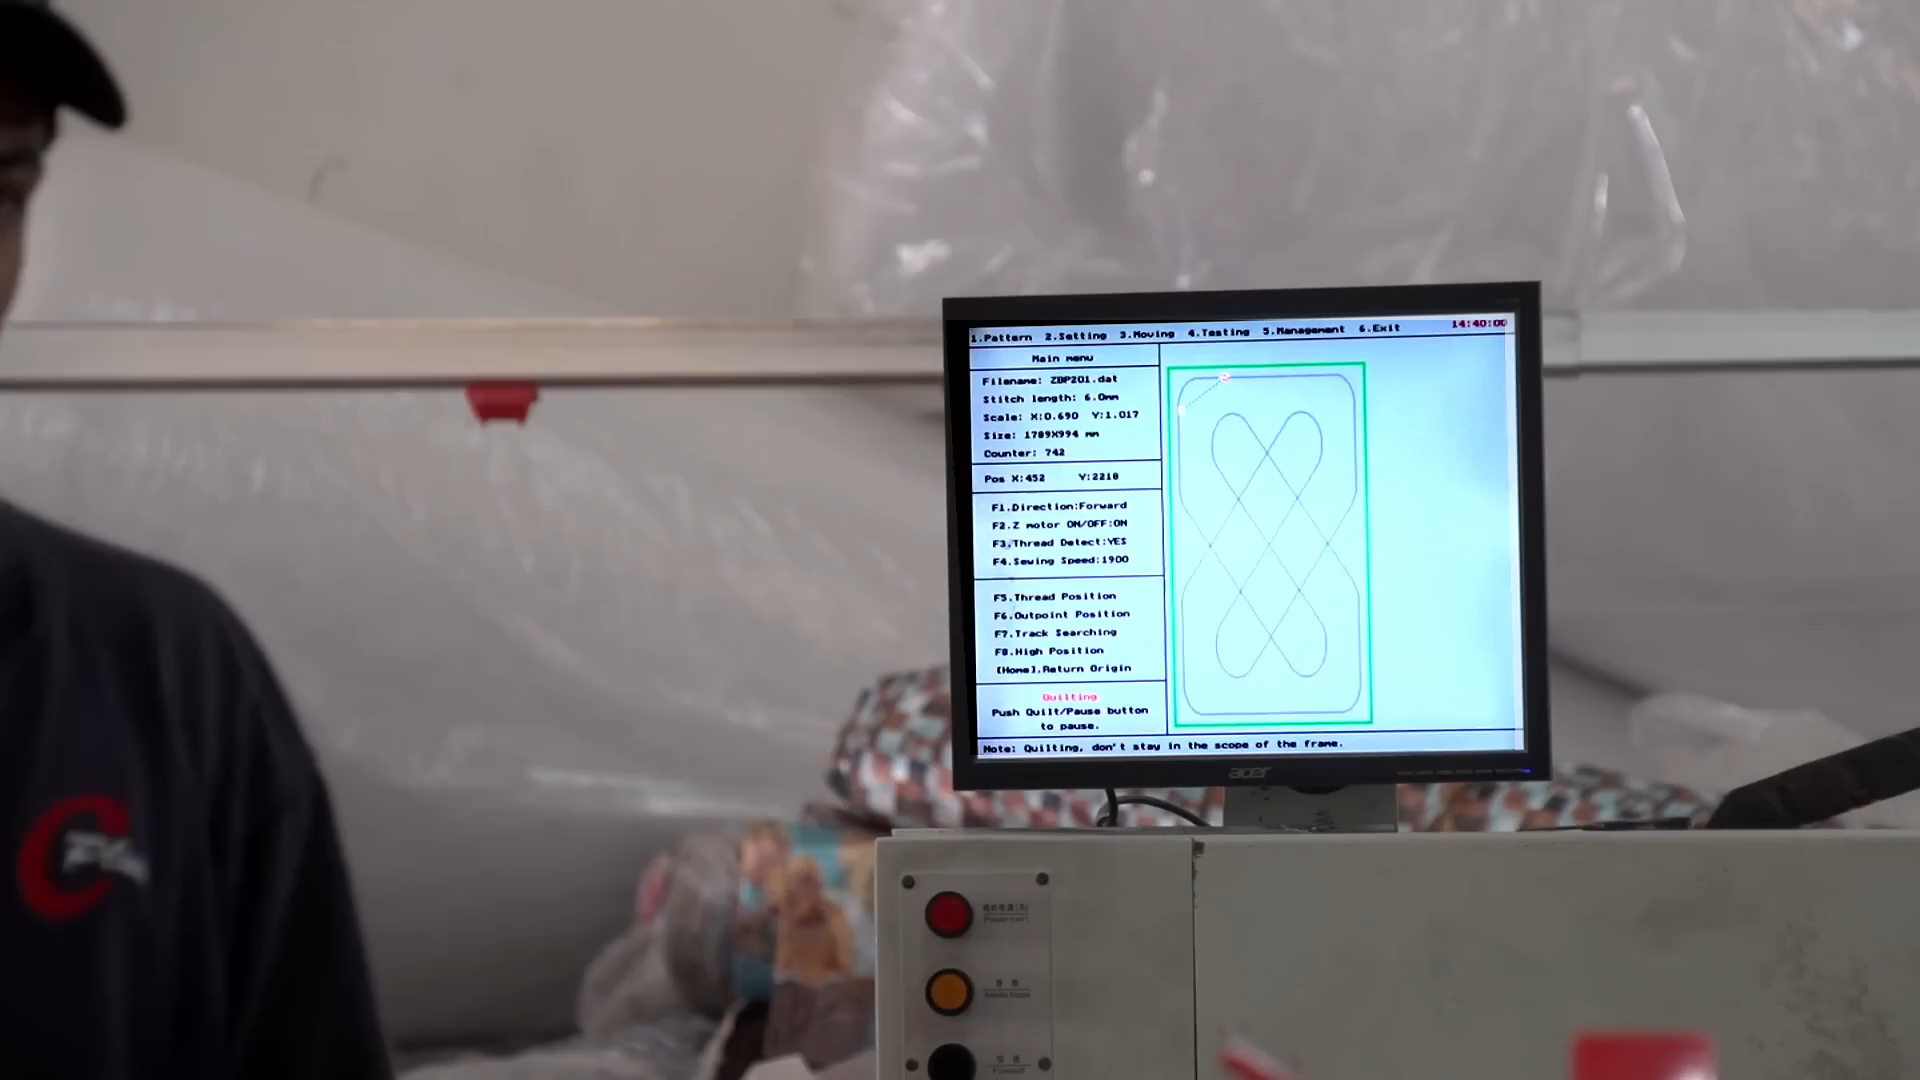 1.Pattern 2.Setting 3.Moving 4.Testing 5.Management 6.Exit 14:40:00
Main menu
Filename: ZBP201.dat
Stitch length: 6.0mm
Scale: X:0.690 Y:1.017
Size: 1789X994 mm
Counter: 742
Pos X:452 Y:2218
F1.Direction:Forward
F2.Z motor ON/OFF:ON
F3.Thread Detect:YES
F4.Sewing Speed:1900
F5.Thread Position
F6.Outpoint Position
F7.Track Searching
F8.High Position
[Home].Return Origin
Quilting
Push Quilt/Pause button
to pause.
Note: Quilting, don't stay in the scope of the frame.
acer
Forward